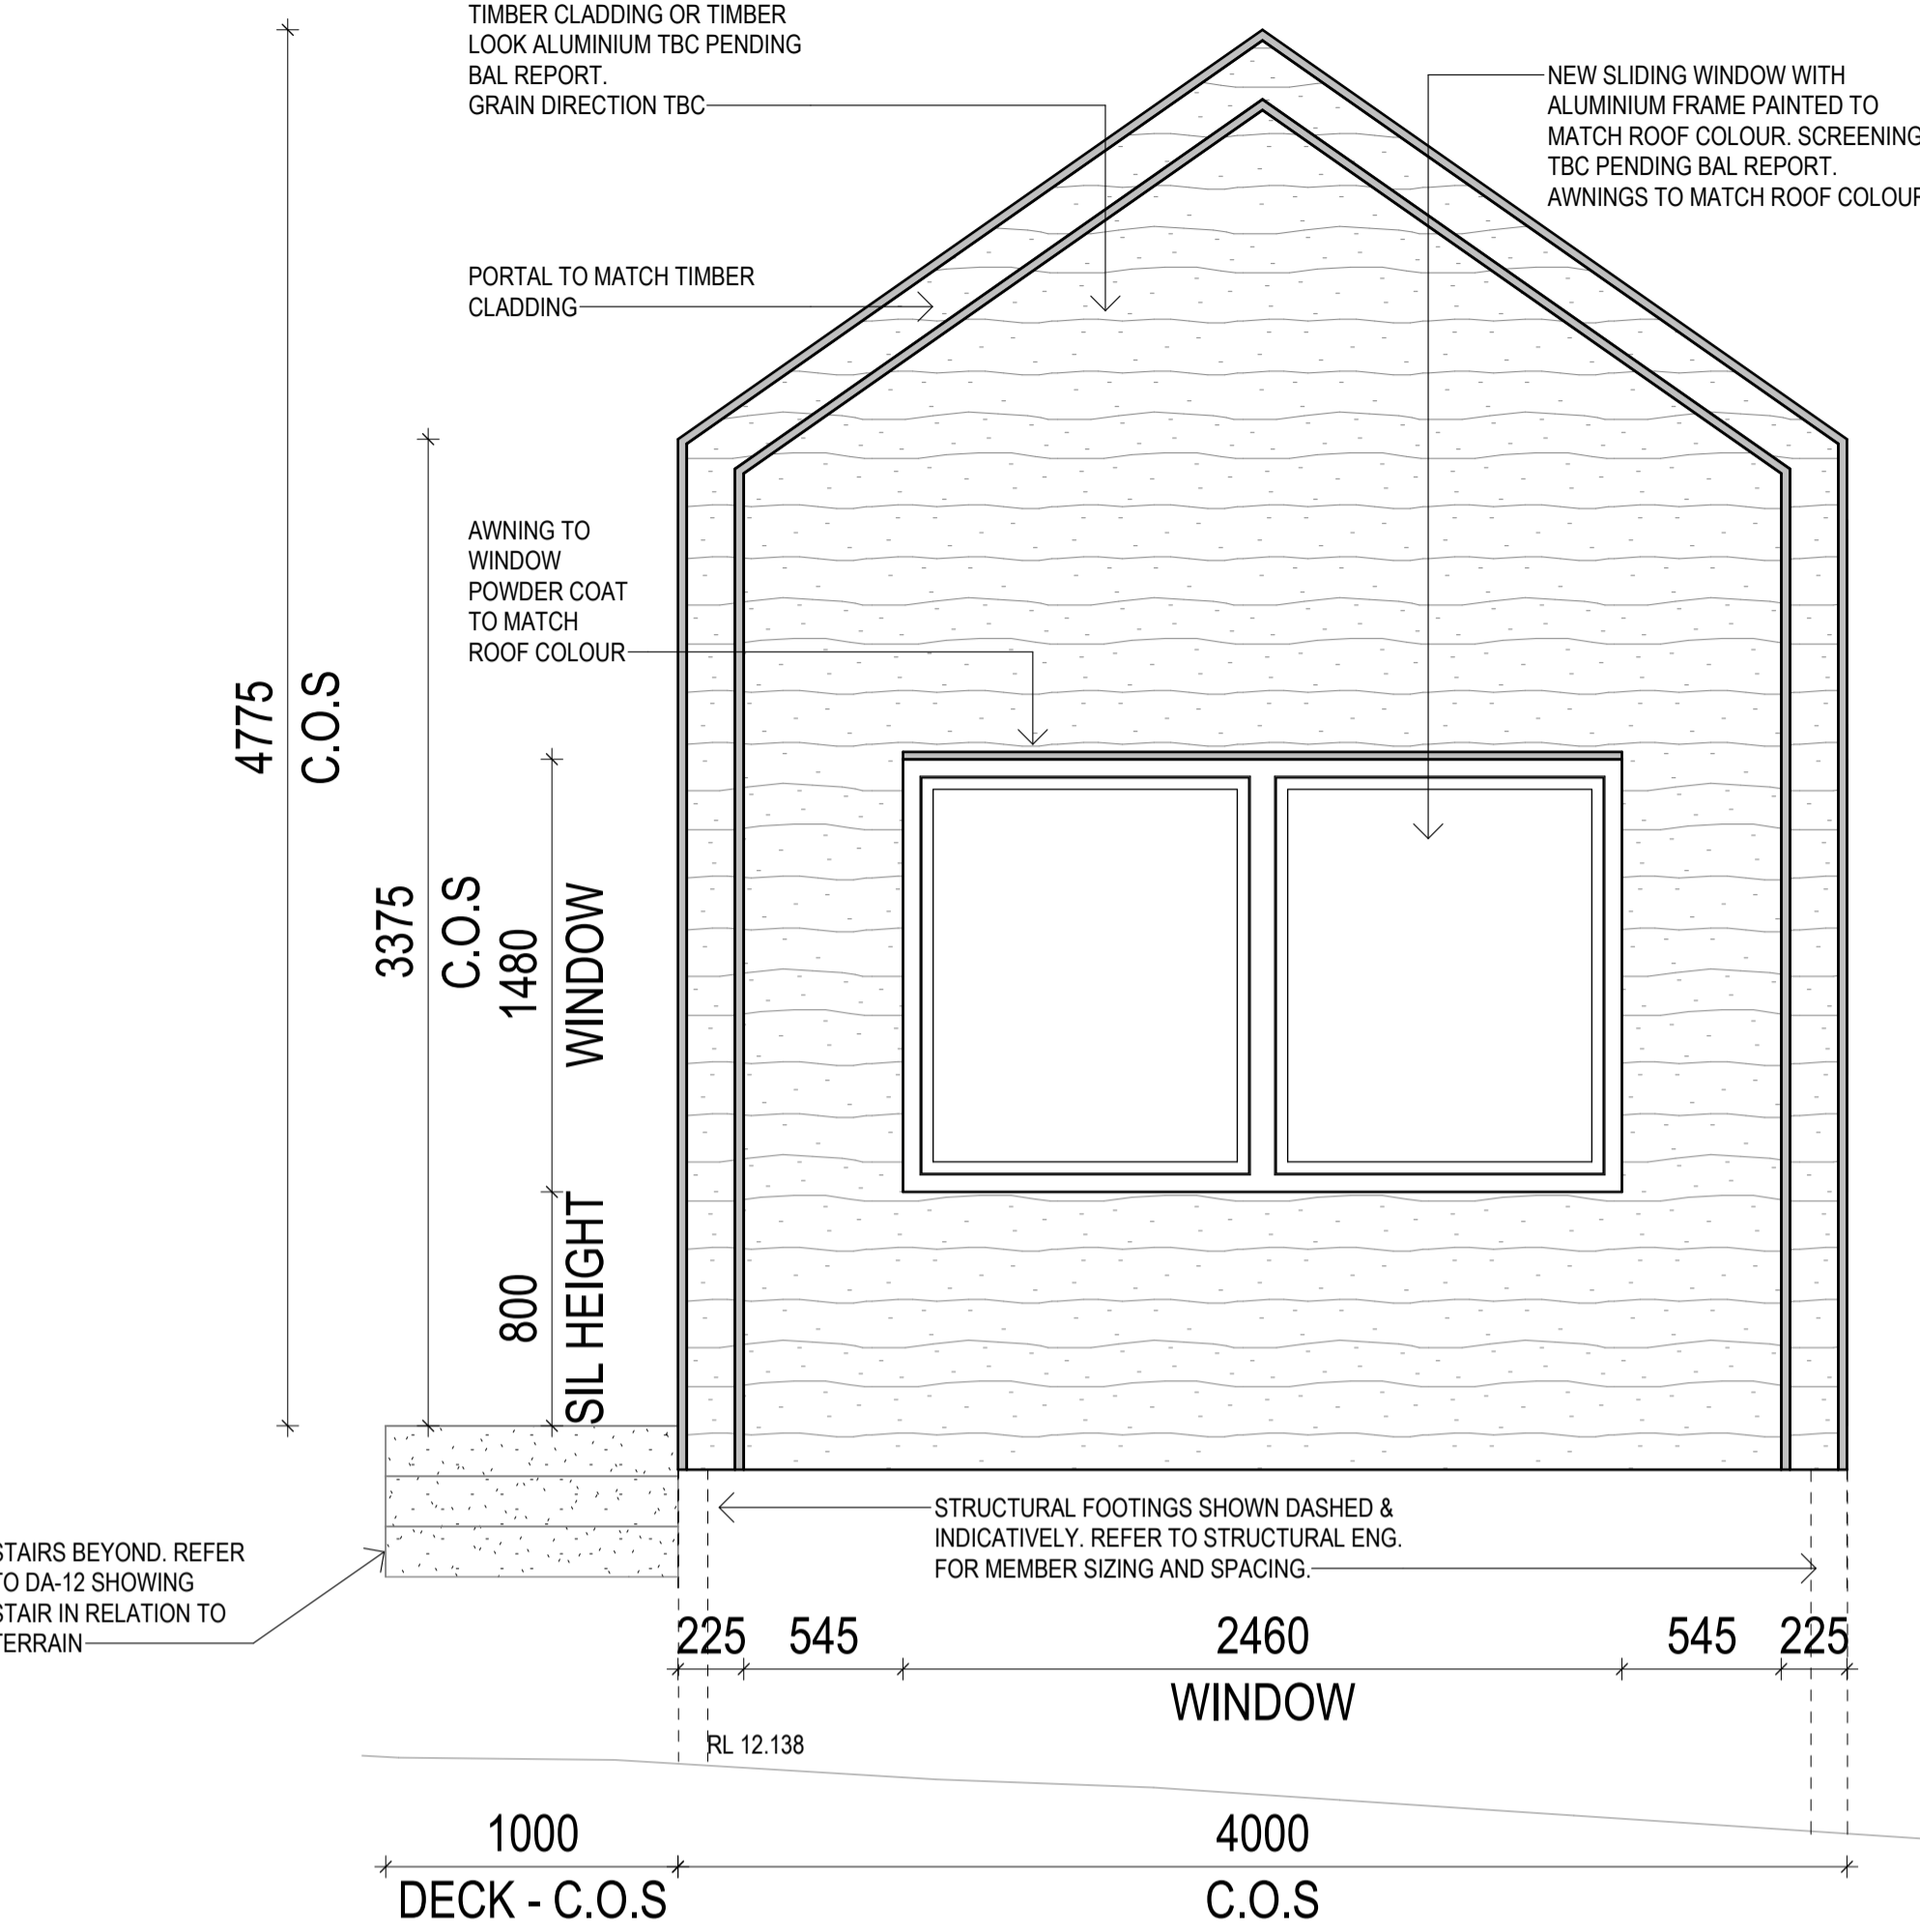 TIMBER CLADDING OR TIMBER
LOOK ALUMINIUM TBC PENDING
BAL REPORT.
GRAIN DIRECTION TBC
NEW SLIDING WINDOW WITH
ALUMINIUM FRAME PAINTED TO
MATCH ROOF COLOUR. SCREENING
TBC PENDING BAL REPORT.
AWNINGS TO MATCH ROOF COLOUR
PORTAL TO MATCH TIMBER
CLADDING
AWNING TO
WINDOW
POWDER COAT
TO MATCH
ROOF COLOUR
4775
C.O.S
3375
C.O.S
1480
WINDOW
800
SIL HEIGHT
STRUCTURAL FOOTINGS SHOWN DASHED &
INDICATIVELY. REFER TO STRUCTURAL ENG.
FOR MEMBER SIZING AND SPACING.
STAIRS BEYOND. REFER
TO DA-12 SHOWING
STAIR IN RELATION TO
TERRAIN
225 545 2460 545 225
WINDOW
RL 12.138
1000 4000
DECK - C.O.S C.O.S